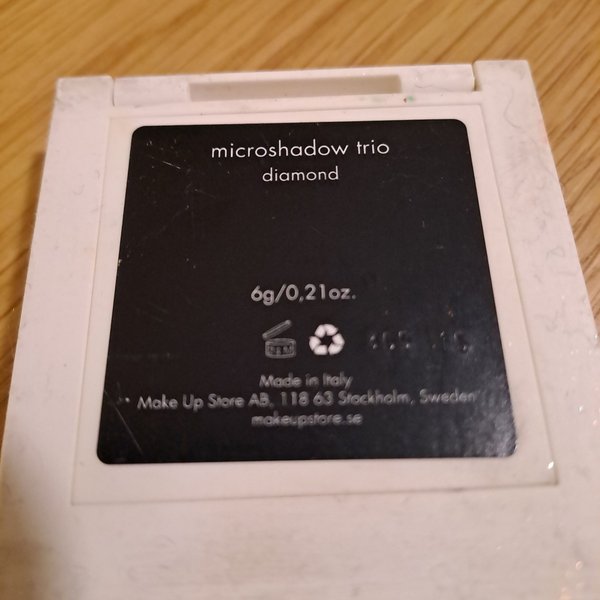 microshadow trio
diamond
6g/0,21oz.
Made in Italy
Make Up Store AB, 118 63 Stockholm, Sweden
makeupstore.se